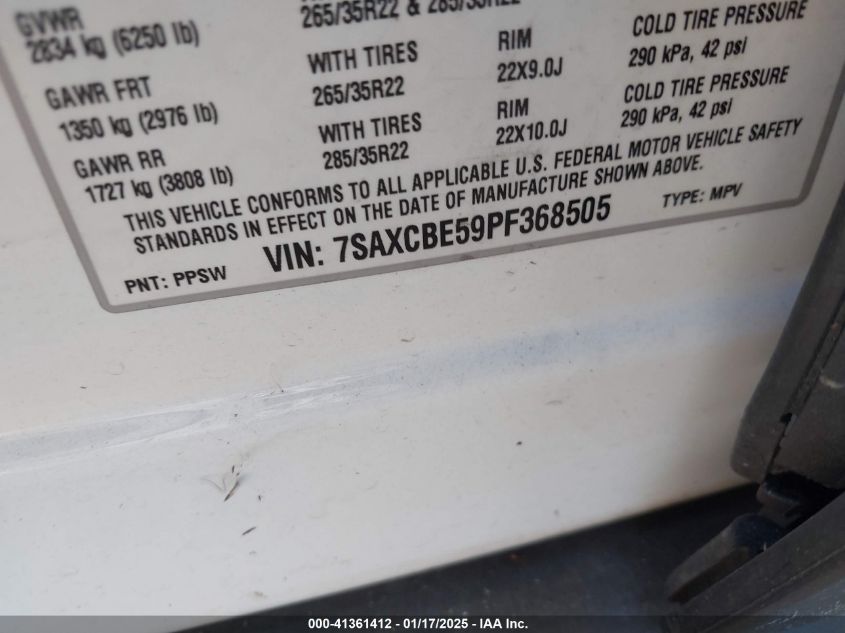 GVWR
2834 kg (6250 lb)
265/35R22 & 285/35R22
GAWR FRT
1350 kg (2976 lb)
WITH TIRES
265/35R22
RIM
22X9.0J
COLD TIRE PRESSURE
290 kPa, 42 psi
GAWR RR
1727 kg (3808 lb)
WITH TIRES
285/35R22
RIM
22X10.0J
COLD TIRE PRESSURE
290 kPa, 42 psi
THIS VEHICLE CONFORMS TO ALL APPLICABLE U.S. FEDERAL MOTOR VEHICLE SAFETY
STANDARDS IN EFFECT ON THE DATE OF MANUFACTURE SHOWN ABOVE.
PNT: PPSW
VIN: 7SAXCBE59PF368505
TYPE: MPV
000-41361412 - 01/17/2025 - IAA Inc.